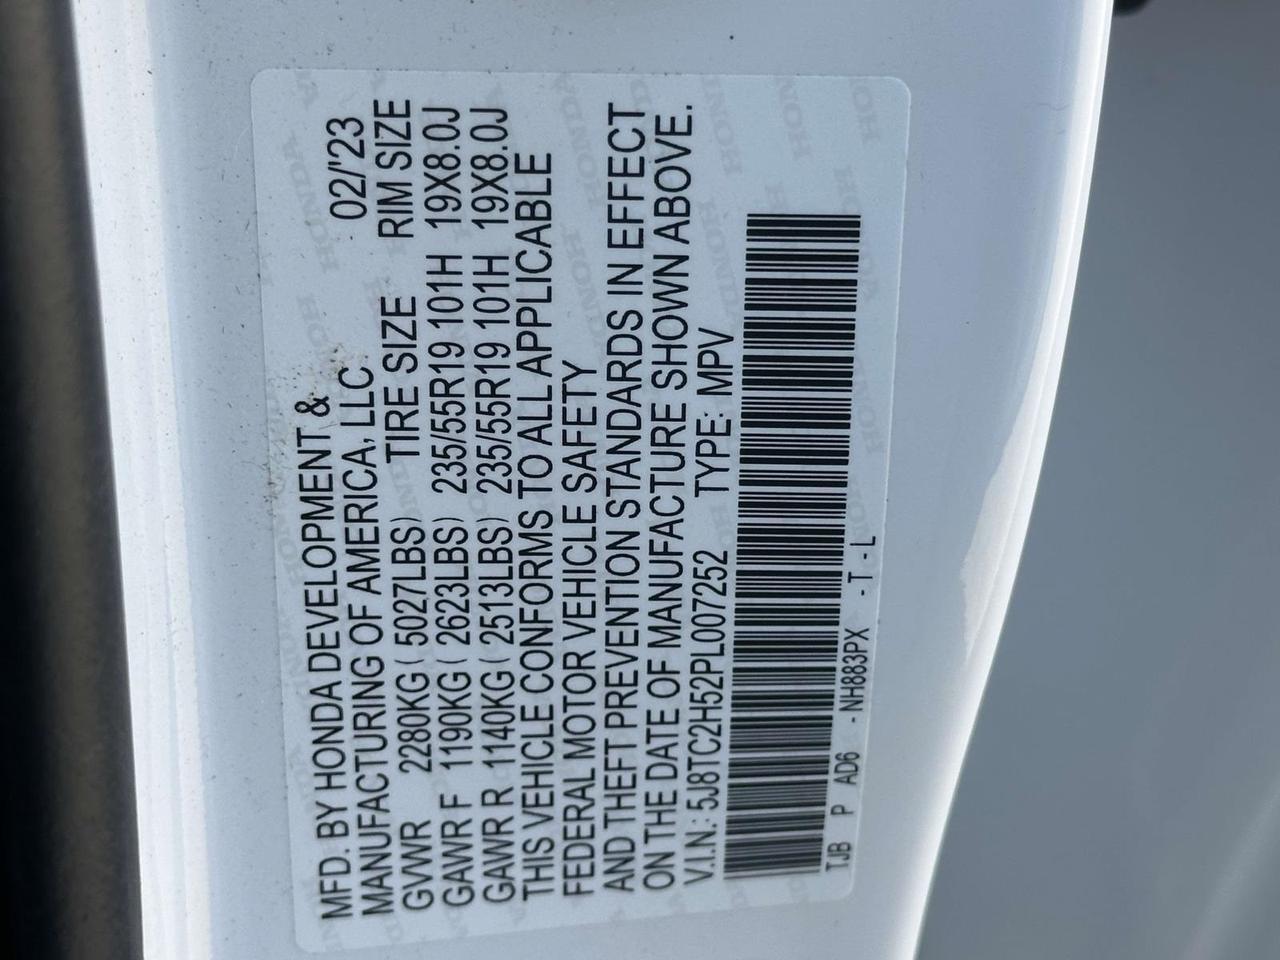 MFD. BY HONDA DEVELOPMENT &
MANUFACTURING OF AMERICA, LLC 02/'23
GVWR 2280KG ( 5027LBS) TIRE SIZE RIM SIZE
GAWR F 1190KG ( 2623LBS) 235/55R19 101H 19X8.0J
GAWR R 1140KG ( 2513LBS) 235/55R19 101H 19X8.0J
THIS VEHICLE CONFORMS TO ALL APPLICABLE
FEDERAL MOTOR VEHICLE SAFETY
AND THEFT PREVENTION STANDARDS IN EFFECT
ON THE DATE OF MANUFACTURE SHOWN ABOVE.
V.I.N: 5J8TC2H52PL007252 TYPE: MPV
TJB P AD6 - NH883PX - T - L